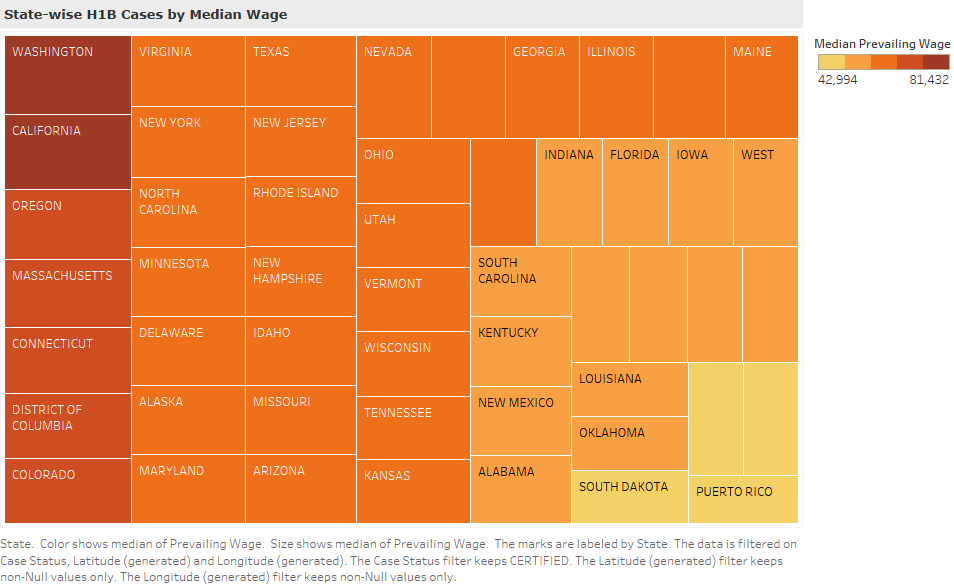 State-wise H1B Cases by Median Wage
WASHINGTON
CALIFORNIA
OREGON
MASSACHUSETTS
CONNECTICUT
DISTRICT OF
COLUMBIA
COLORADO
VIRGINIA
NEW YORK
NORTH
CAROLINA
MINNESOTA
DELAWARE
ALASKA
MARYLAND
TEXAS
NEW JERSEY
RHODE ISLAND
NEW
HAMPSHIRE
IDAHO
MISSOURI
ARIZONA
NEVADA
GEORGIA
ILLINOIS
MAINE
OHIO
UTAH
VERMONT
WISCONSIN
TENNESSEE
KANSAS
INDIANA
FLORIDA
IOWA
WEST
SOUTH
CAROLINA
KENTUCKY
NEW MEXICO
ALABAMA
LOUISIANA
OKLAHOMA
SOUTH DAKOTA
PUERTO RICO
Median Prevailing Wage
42,994 81,432
State. Color shows median of Prevailing Wage. Size shows median of Prevailing Wage. The marks are labeled by State. The data is filtered on
Case Status, Latitude (generated) and Longitude (generated). The Case Status filter keeps CERTIFIED. The Latitude (generated) filter keeps
non-Null values only. The Longitude (generated) filter keeps non-Null values only.